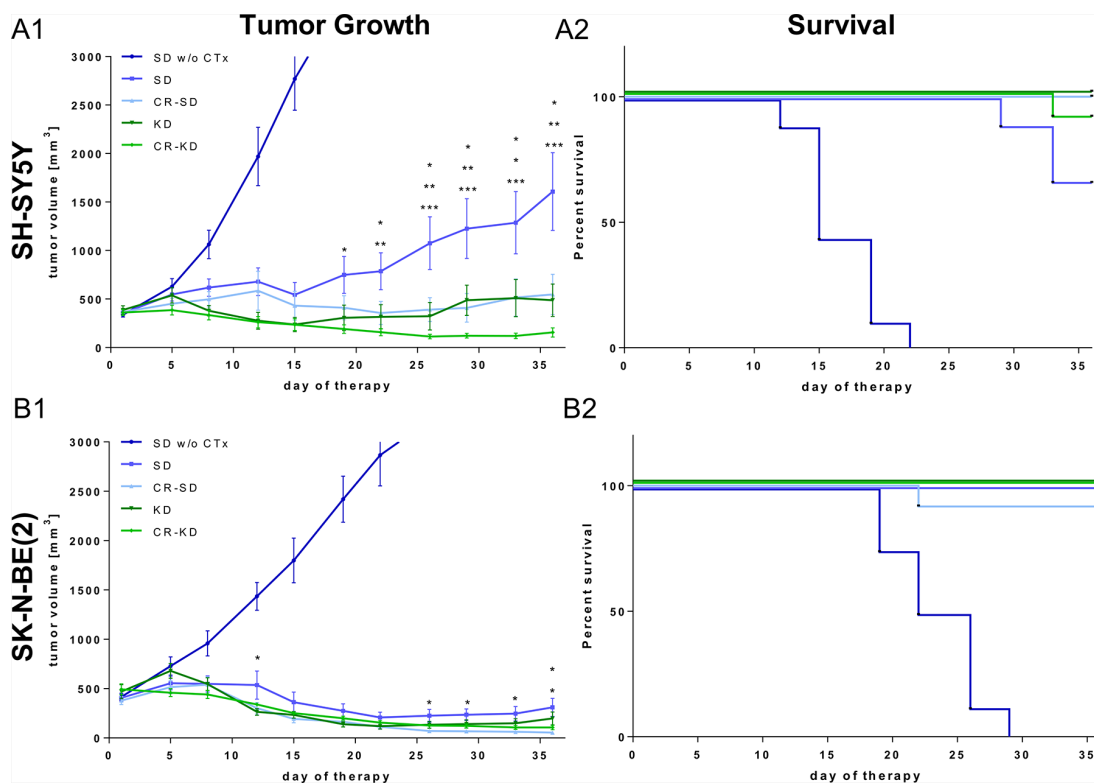 A1
Tumor Growth
A2
Survival
SH-SY5Y
tumor volume [mm³]
3000
2500
2000
1500
1000
500
0
SD w/o CTx
SD
CR-SD
KD
CR-KD
*
*
**
*
**
***
*
**
***
*
*
***
*
**
***
0 5 10 15 20 25 30 35
day of therapy
Percent survival
100
50
0
0 5 10 15 20 25 30 35
day of therapy
B1
B2
SK-N-BE(2)
tumor volume [mm³]
3000
2500
2000
1500
1000
500
0
SD w/o CTx
SD
CR-SD
KD
CR-KD
*
*
*
*
*
*
0 5 10 15 20 25 30 35
day of therapy
Percent survival
100
50
0
0 5 10 15 20 25 30 35
day of therapy